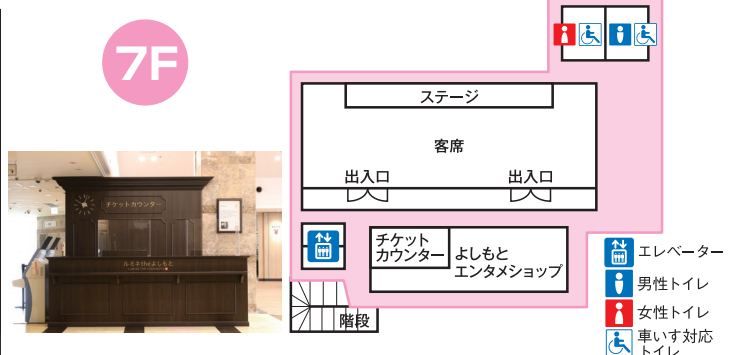 7F
ステージ
客席
出入口
出入口
チケット
カウンター
よしもと
エンタメショップ
階段
チケットカウンター
ルミネtheよしもと
エレベーター
男性トイレ
女性トイレ
車いす対応
トイレ